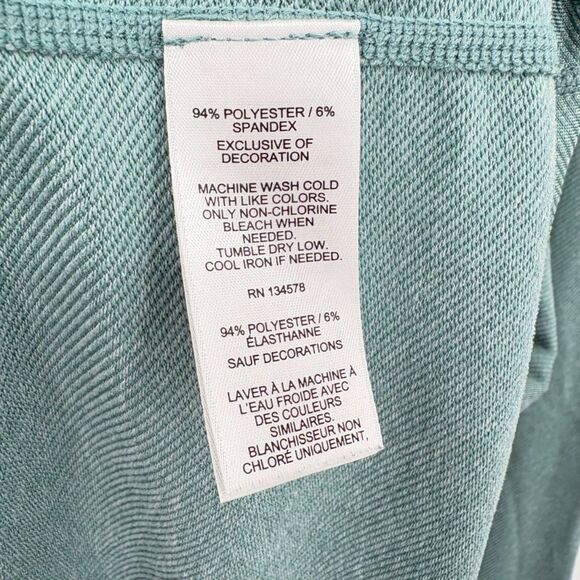 94% POLYESTER / 6%
SPANDEX
EXCLUSIVE OF
DECORATION
MACHINE WASH COLD
WITH LIKE COLORS.
ONLY NON-CHLORINE
BLEACH WHEN
NEEDED.
TUMBLE DRY LOW.
COOL IRON IF NEEDED.
RN 134578
94% POLYESTER / 6%
ÉLASTHANNE
SAUF DECORATIONS
LAVER À LA MACHINE À
L'EAU FROIDE AVEC
DES COULEURS
SIMILAIRES.
BLANCHISSEUR NON
CHLORÉ UNIQUEMENT,